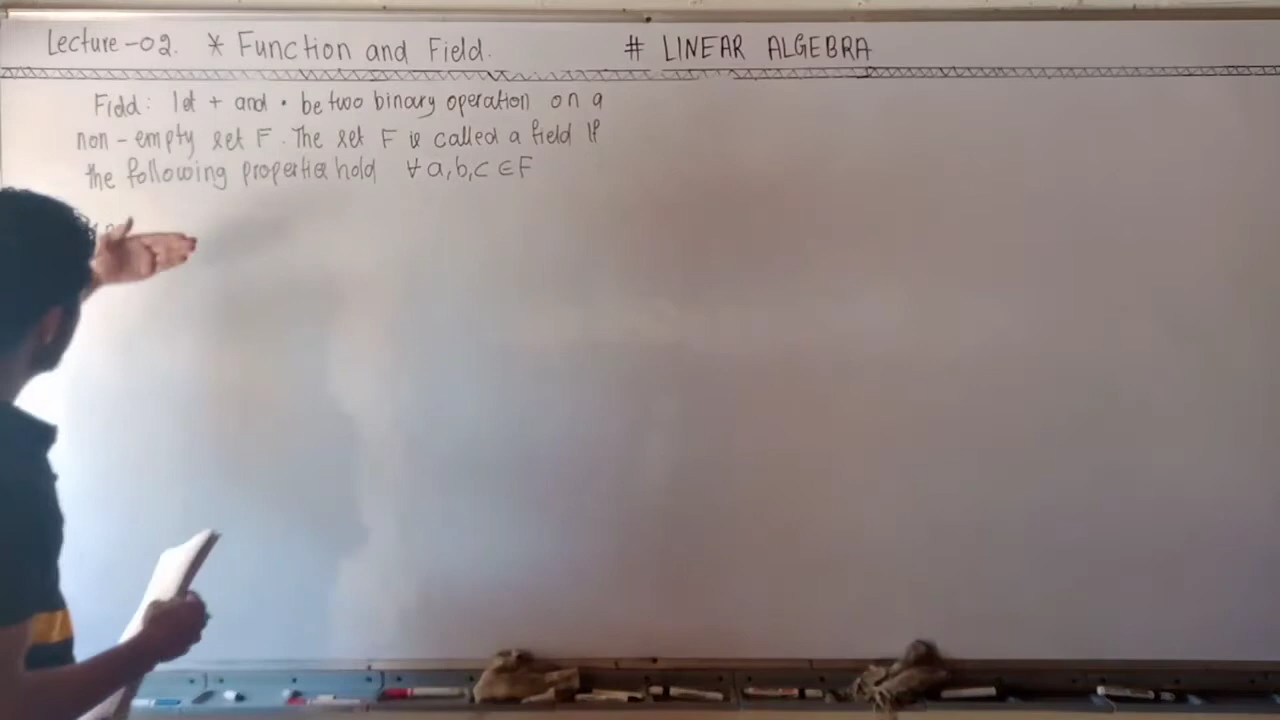 Lecture-02. * Function and Field. # LINEAR ALGEBRA
Field: let + and • be two binary operation on a
non-empty set F. The set F is called a field if
the following properties hold ∀ a,b,c ∈ F